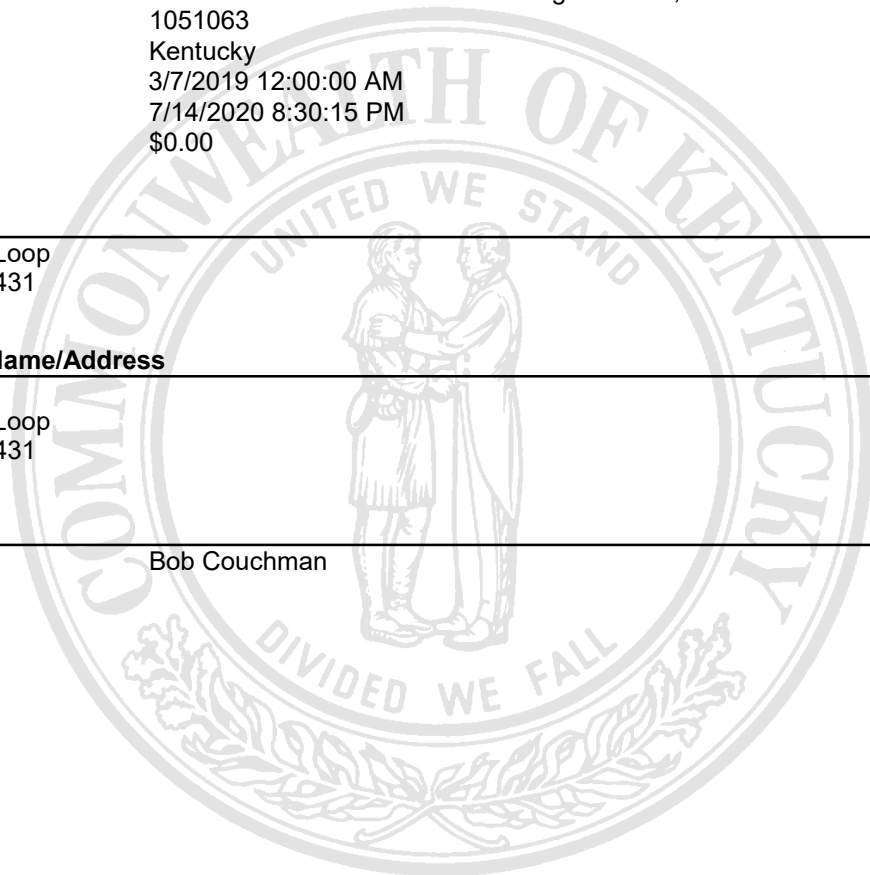 1051063
Kentucky
3/7/2019 12:00:00 AM
7/14/2020 8:30:15 PM
$0.00
Loop
431
lame/Address
Loop
431
Bob Couchman
COMMONWEALTH OF KENTUCKY
UNITED WE STAND
DIVIDED WE FALL